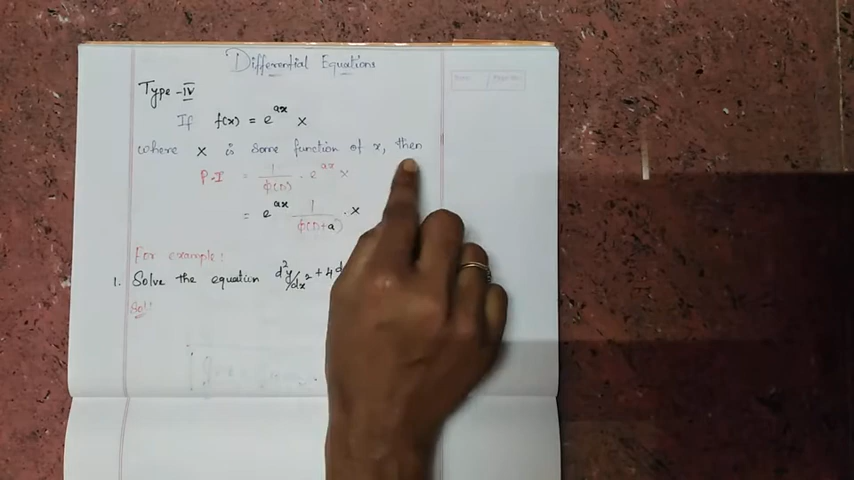 Differential Equations
Type - IV
If f(x) = e^ax X
where X is some function of x, then
P.I = 1/ϕ(D) . e^ax X
= e^ax 1/ϕ(D+a) . X
For example:
1. Solve the equation d²y/dx² + 4 d
Sol: